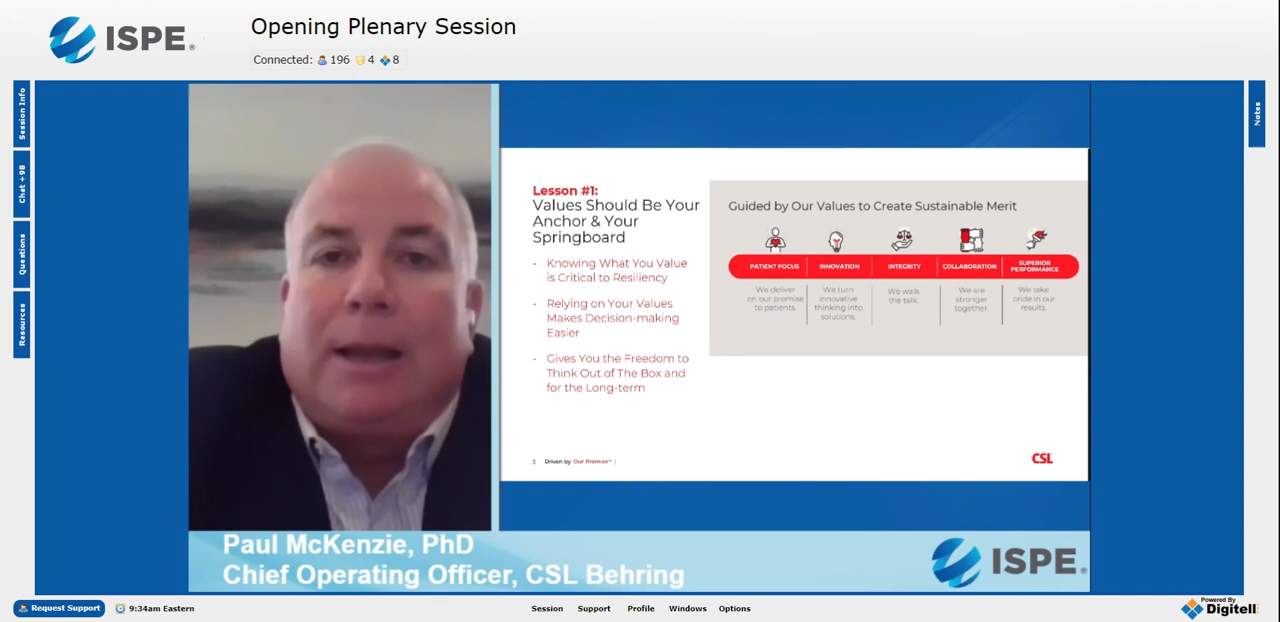 ISPE®
Opening Plenary Session
Connected: 196 4 8
Session Info
Chat +98
Questions
Resources
Notes
Lesson #1:
Values Should Be Your
Anchor & Your
Springboard
- Knowing What You Value
is Critical to Resiliency
- Relying on Your Values
Makes Decision-making
Easier
- Gives You the Freedom to
Think Out of The Box and
for the Long-term
Guided by Our Values to Create Sustainable Merit
PATIENT FOCUS
We deliver
on our promise
to patients.
INNOVATION
We turn
innovative
thinking into
solutions.
INTEGRITY
We walk
the talk.
COLLABORATION
We are
stronger
together.
SUPERIOR
PERFORMANCE
We take
pride in our
results.
3 Driven by Our Promise™ |
CSL
Paul McKenzie, PhD
Chief Operating Officer, CSL Behring
ISPE®
Request Support
9:34am Eastern
Session Support Profile Windows Options
Powered By
Digitell